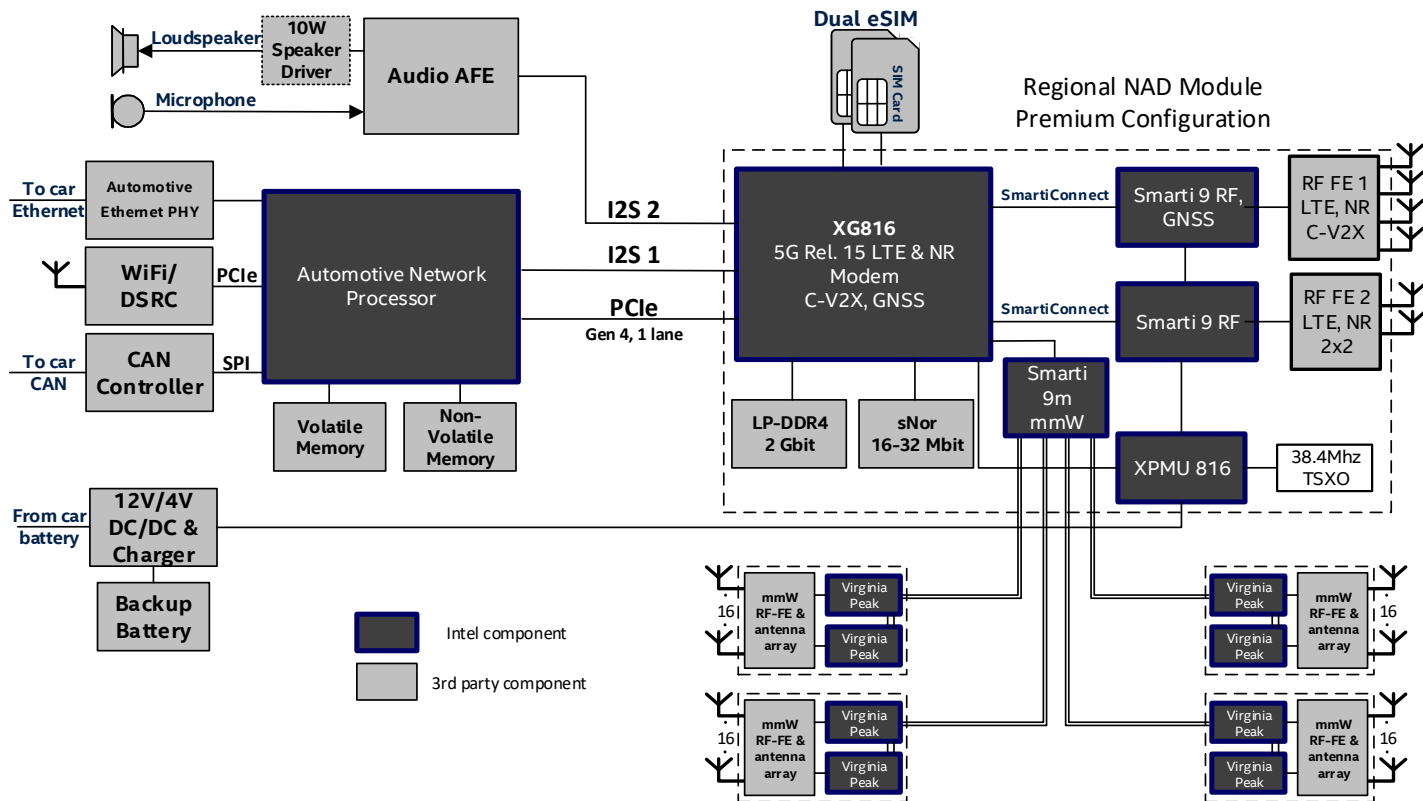 Loudspeaker
10W
Speaker
Driver
Audio AFE
Microphone
Dual eSIM
SIM Card
Regional NAD Module
Premium Configuration
To car
Ethernet
Automotive
Ethernet PHY
WiFi/
DSRC
PCIe
To car
CAN
CAN
Controller
SPI
Automotive Network
Processor
Volatile
Memory
Non-
Volatile
Memory
I2S 2
I2S 1
PCIe
Gen 4, 1 lane
XG816
5G Rel. 15 LTE & NR
Modem
C-V2X, GNSS
SmartiConnect
Smarti 9 RF,
GNSS
RF FE 1
LTE, NR
C-V2X
SmartiConnect
Smarti 9 RF
RF FE 2
LTE, NR
2x2
LP-DDR4
2 Gbit
sNor
16-32 Mbit
Smarti
9m
mmW
XPMU 816
38.4Mhz
TSXO
From car
battery
12V/4V
DC/DC &
Charger
Backup
Battery
Intel component
3rd party component
16
mmW
RF-FE &
antenna
array
Virginia
Peak
Virginia
Peak
Virginia
Peak
Virginia
Peak
mmW
RF-FE &
antenna
array
16
16
mmW
RF-FE &
antenna
array
Virginia
Peak
Virginia
Peak
Virginia
Peak
Virginia
Peak
mmW
RF-FE &
antenna
array
16